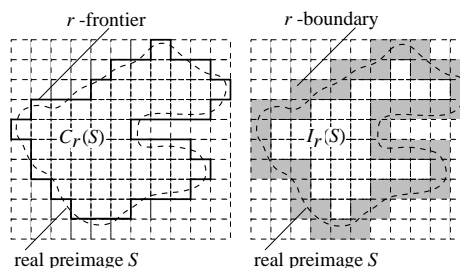 r -frontier
r -boundary
C_r(S)
I_r(S)
real preimage S
real preimage S